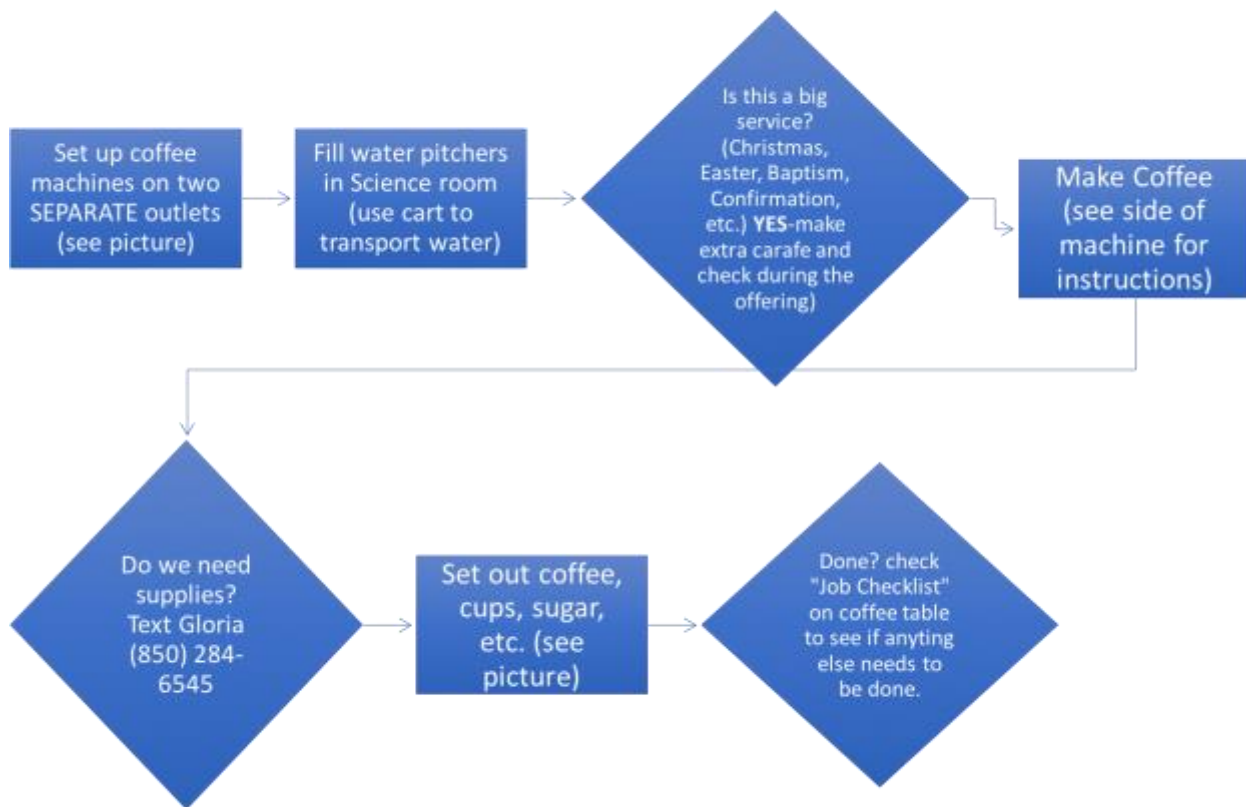 Set up coffee
machines on two
SEPARATE outlets
(see picture)
Fill water pitchers
in Science room
(use cart to
transport water)
Is this a big
service?
(Christmas,
Easter, Baptism,
Confirmation,
etc.) YES-make
extra carafe and
check during the
offering)
Make Coffee
(see side of
machine for
instructions)
Do we need
supplies?
Text Gloria
(850) 284-
6545
Set out coffee,
cups, sugar,
etc. (see
picture)
Done? check
"Job Checklist"
on coffee table
to see if anyting
else needs to
be done.